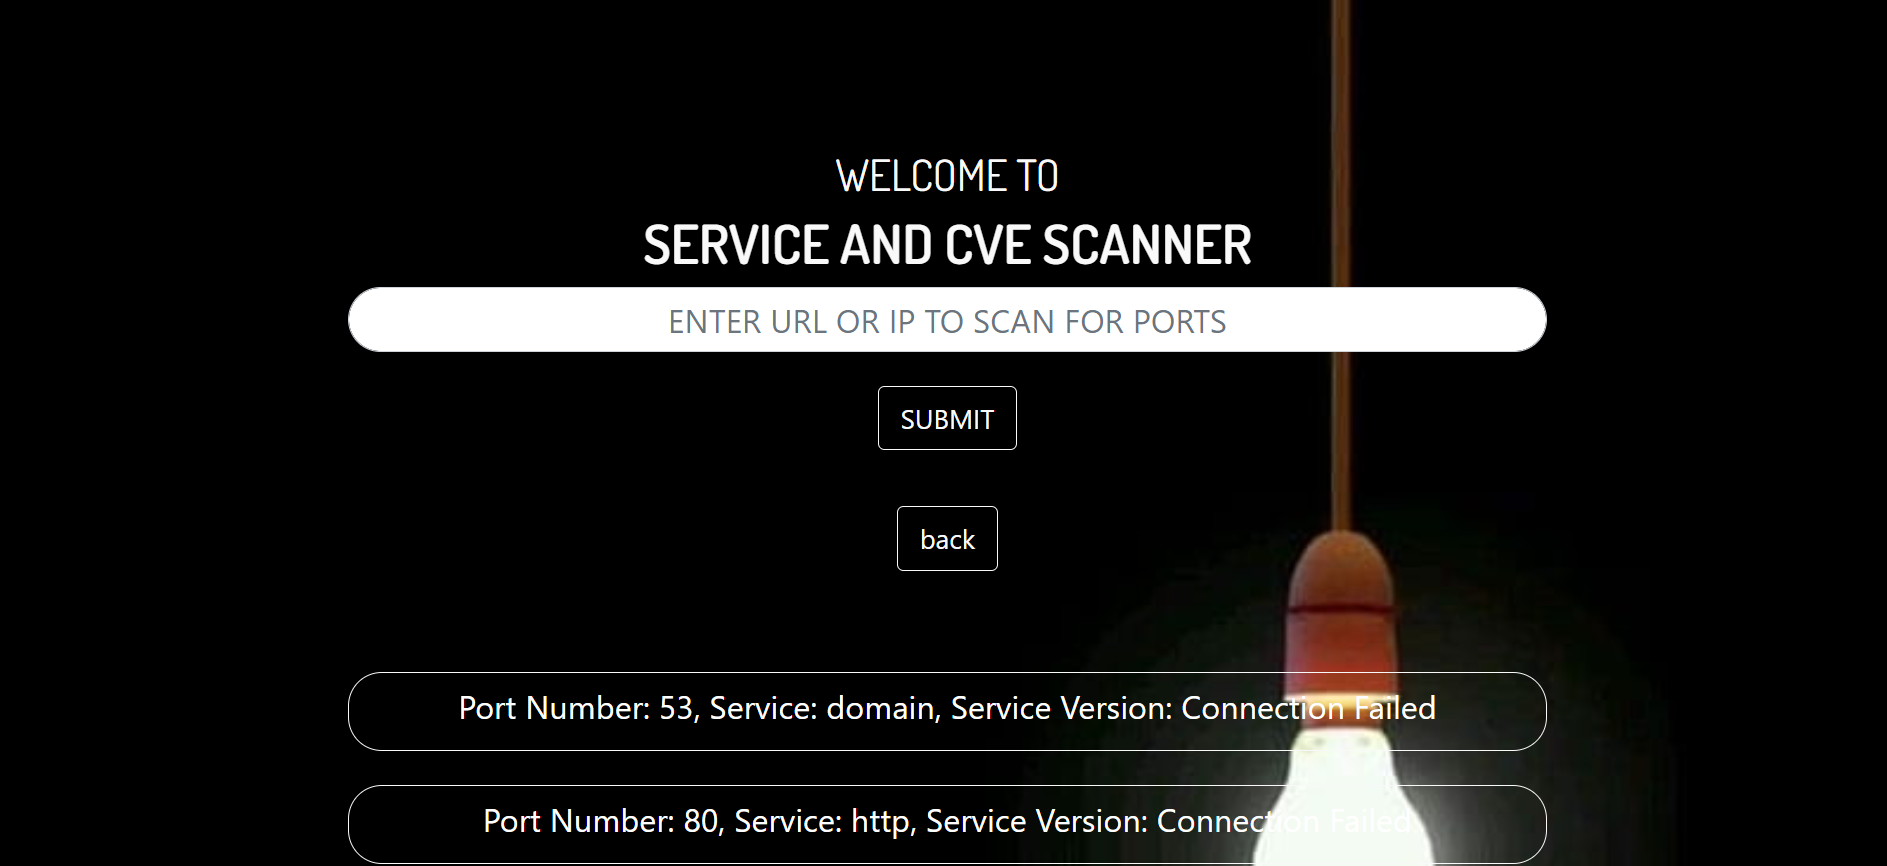 WELCOME TO
SERVICE AND CVE SCANNER
ENTER URL OR IP TO SCAN FOR PORTS
SUBMIT
back
Port Number: 53, Service: domain, Service Version: Connection Failed
Port Number: 80, Service: http, Service Version: Connection Failed